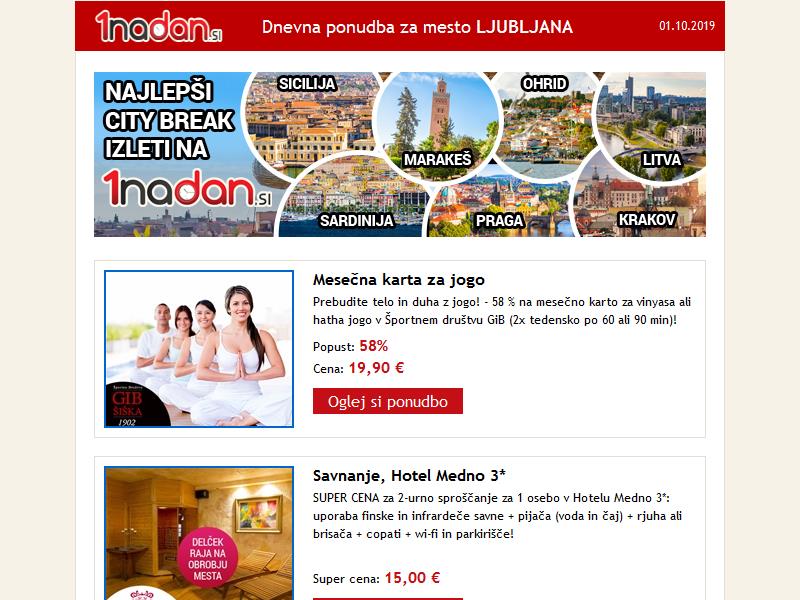 1nadan.si
Dnevna ponudba za mesto LJUBLJANA
01.10.2019
NAJLEPŠI
CITY BREAK
IZLETI NA
1nadan.si
SICILIJA
MARAKEŠ
OHRID
LITVA
SARDINIJA
PRAGA
KRAKOV
GIB
ŠIŠKA
1902
Mesečna karta za jogo
Prebudite telo in duha z jogo! - 58 % na mesečno karto za vinyasa ali
hatha jogo v Športnem društvu GiB (2x tedensko po 60 ali 90 min)!
Popust: 58%
Cena: 19,90 €
Oglej si ponudbo
DELČEK
RAJA NA
OBROBJU
MESTA
Savnanje, Hotel Medno 3*
SUPER CENA za 2-urno sproščanje za 1 osebo v Hotelu Medno 3*:
uporaba finske in infrardeče savne + pijača (voda in čaj) + rjuha ali
brisača + copati + wi-fi in parkirišče!
Super cena: 15,00 €